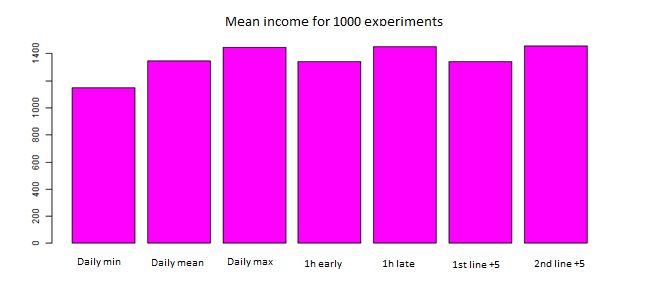 Mean income for 1000 experiments
1400
1000
800
600
400
200
0
Daily min
Daily mean
Daily max
1h early
1h late
1st line +5
2nd line +5